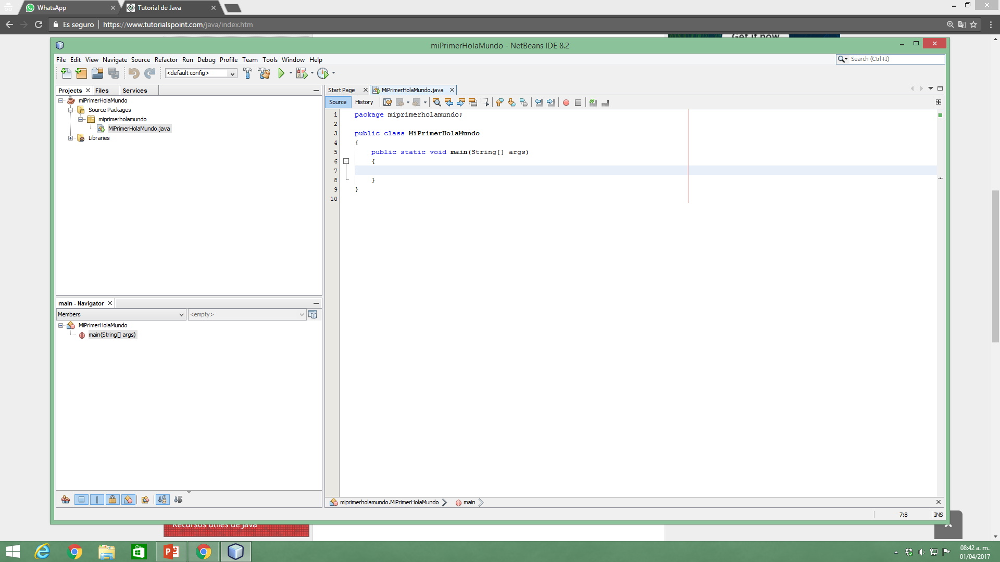 WhatsApp
Tutorial de Java
Es seguro
https://www.tutorialspoint.com/java/index.htm
miPrimerHolaMundo - NetBeans IDE 8.2
File Edit View Navigate Source Refactor Run Debug Profile Team Tools Window Help
Search (Ctrl+I)
<default config>
Projects Files Services
miPrimerHolaMundo
Source Packages
miprimerholamundo
MiPrimerHolaMundo.java
Libraries
main - Navigator
Members
<empty>
MiPrimerHolaMundo
main(String[] args)
Start Page
MiPrimerHolaMundo.java
Source History
1 package miprimerholamundo;
2
3 public class MiPrimerHolaMundo
4 {
5 public static void main(String[] args)
6 {
7
8 }
9 }
10
miprimerholamundo.MiPrimerHolaMundo
main
7:8
INS
Get it now
Recursos útiles de java
08:42 a. m.
01/04/2017